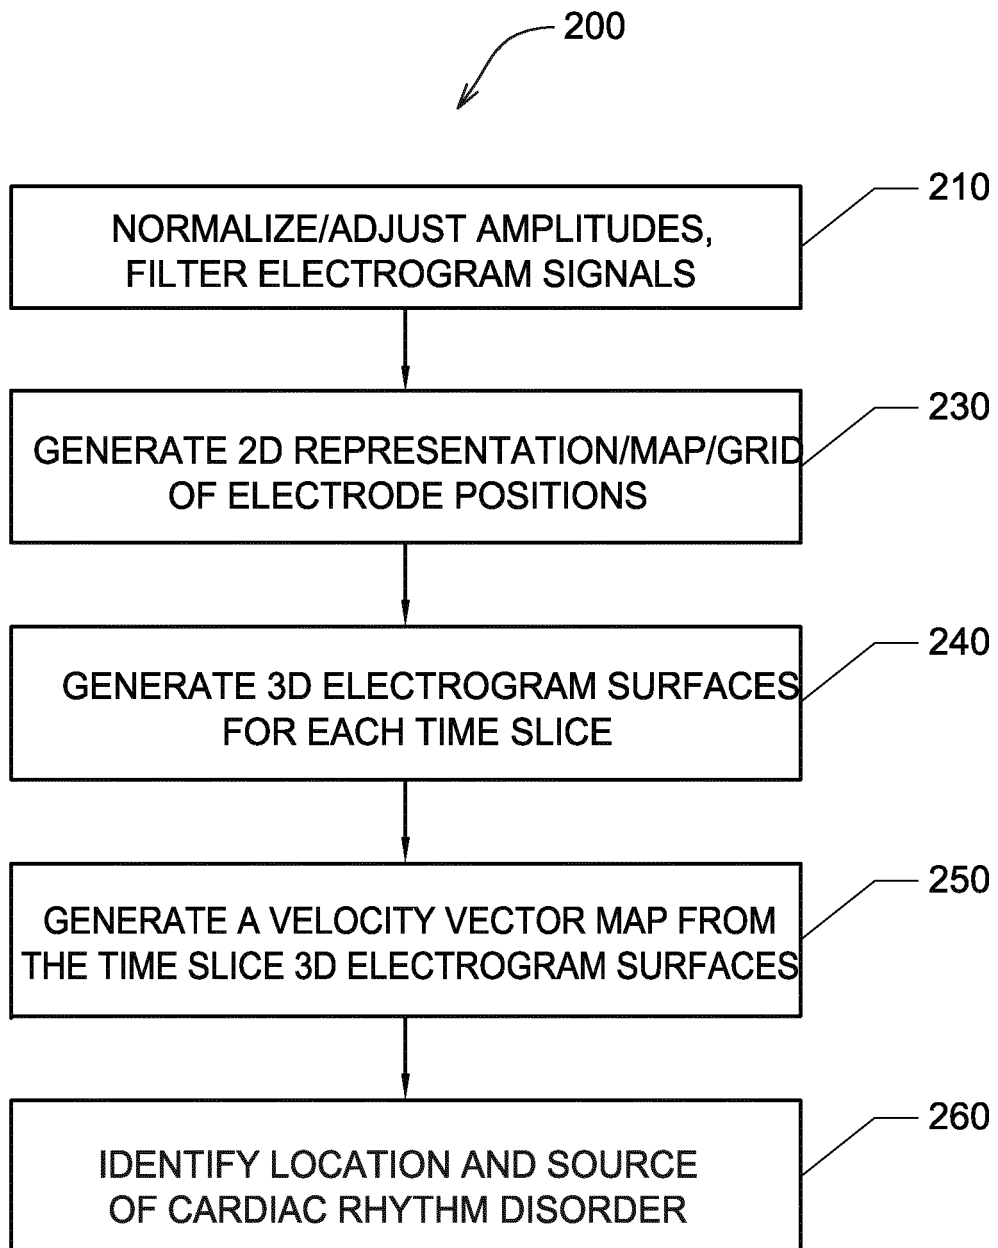 200
210
NORMALIZE/ADJUST AMPLITUDES,
FILTER ELECTROGRAM SIGNALS
230
GENERATE 2D REPRESENTATION/MAP/GRID
OF ELECTRODE POSITIONS
240
GENERATE 3D ELECTROGRAM SURFACES
FOR EACH TIME SLICE
250
GENERATE A VELOCITY VECTOR MAP FROM
THE TIME SLICE 3D ELECTROGRAM SURFACES
260
IDENTIFY LOCATION AND SOURCE
OF CARDIAC RHYTHM DISORDER